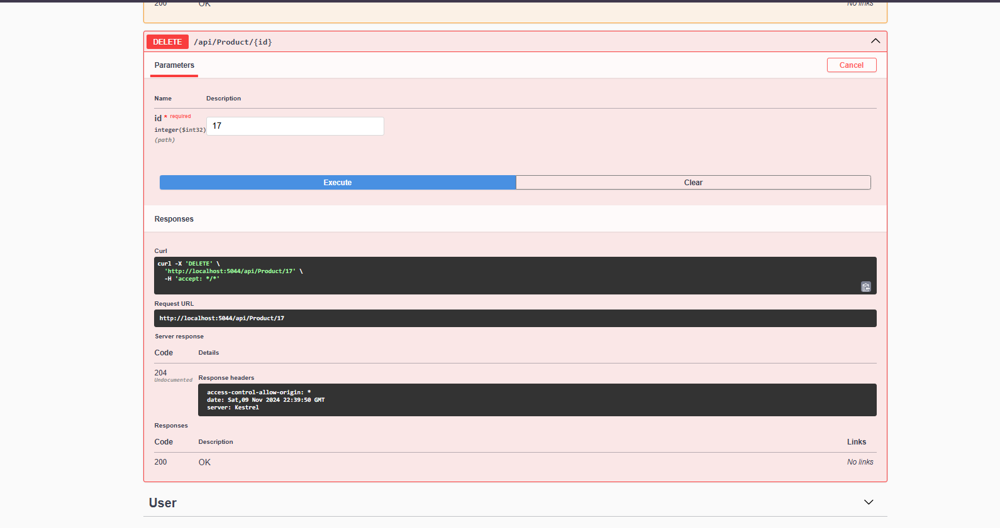 200 OK No links
DELETE /api/Product/{id}
Parameters Cancel
Name Description
id * required
integer($int32) 17
(path)
Execute Clear
Responses
Curl
curl -X 'DELETE' \
'http://localhost:5044/api/Product/17' \
-H 'accept: */*'
Request URL
http://localhost:5044/api/Product/17
Server response
Code Details
204
Undocumented
Response headers
access-control-allow-origin: *
date: Sat,09 Nov 2024 22:39:50 GMT
server: Kestrel
Responses
Code Description Links
200 OK No links
User